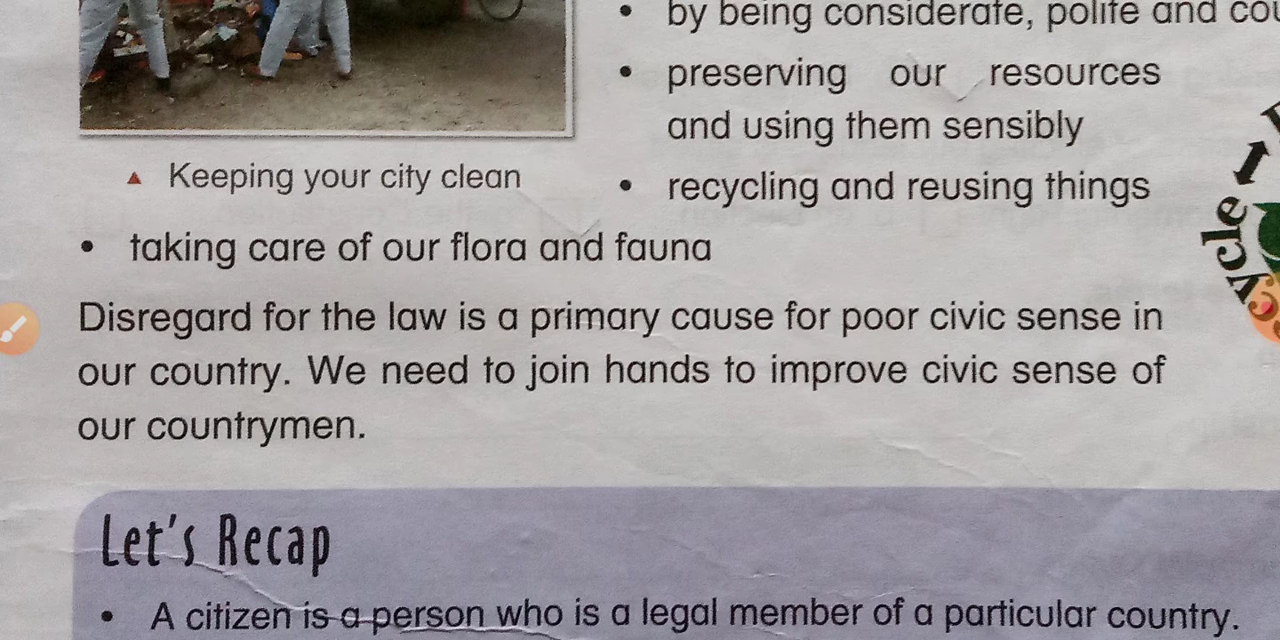 by being considerate, polite and
preserving our resources
and using them sensibly
Keeping your city clean
• recycling and reusing things
• taking care of our flora and fauna
Disregard for the law is a primary cause for poor civic sense in
our country. We need to join hands to improve civic sense of
our countrymen.
Let's Recap
• A citizen is a person who is a legal member of a particular country.